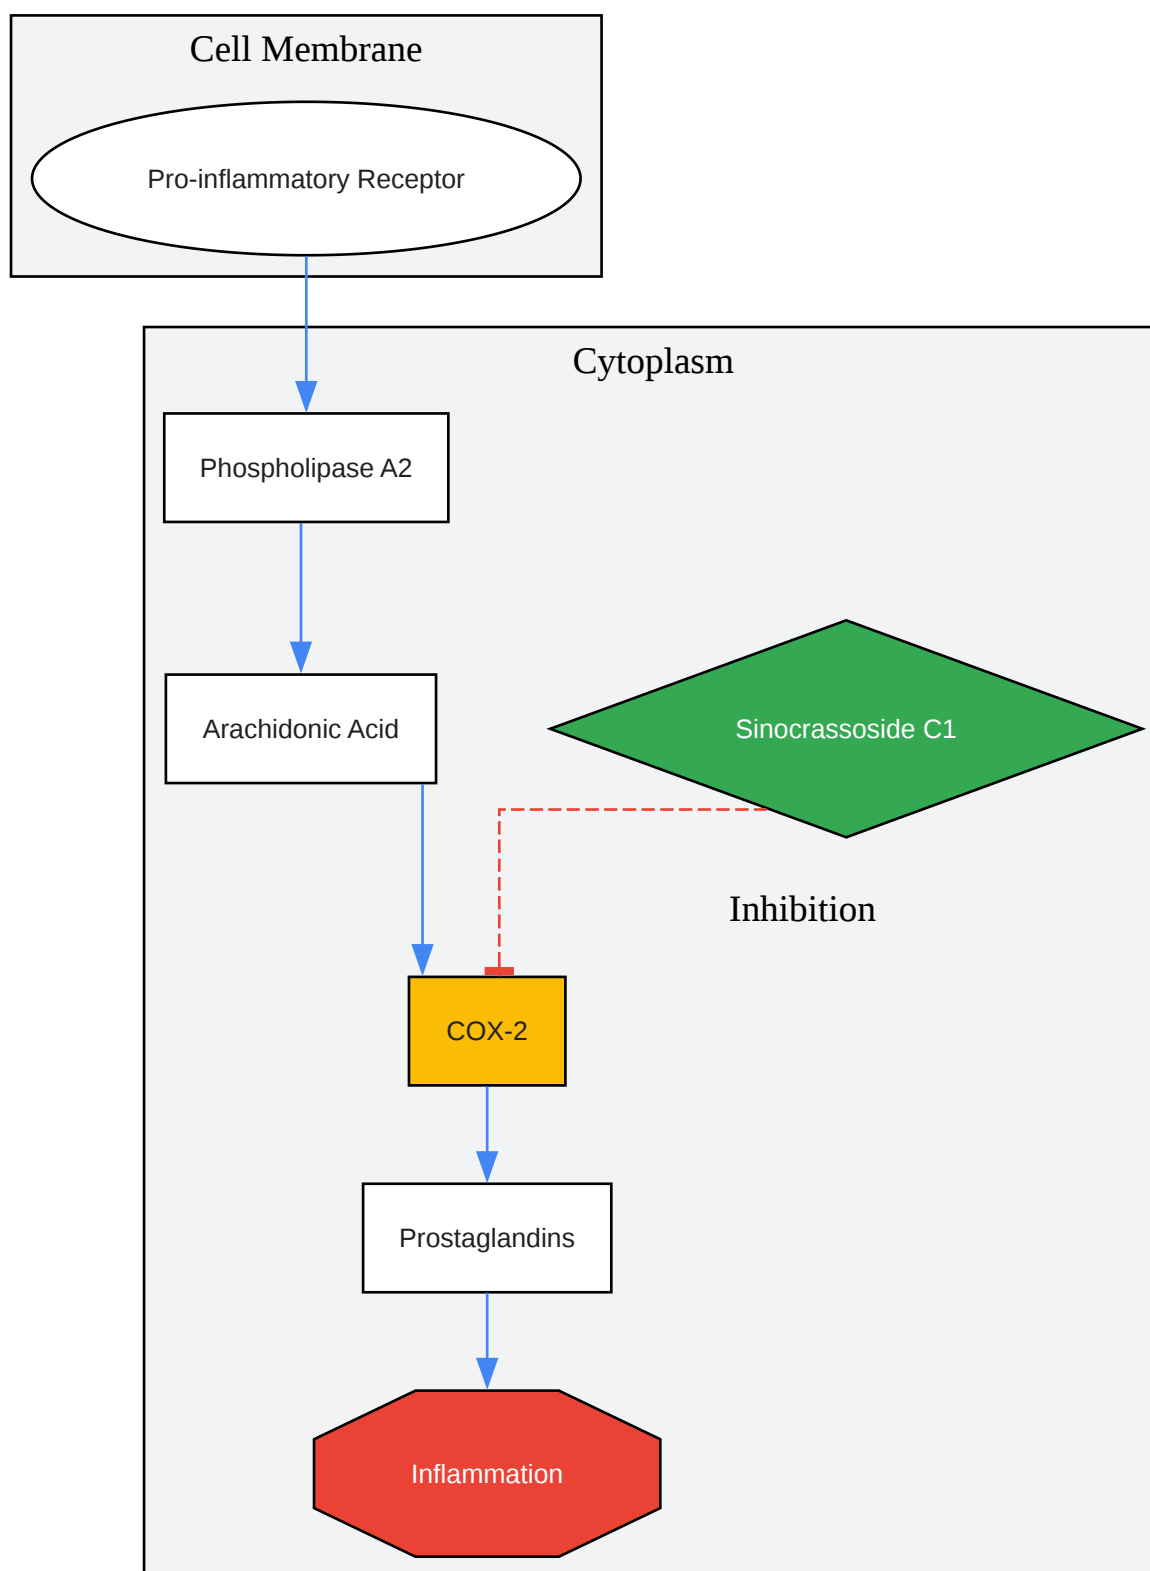 Cell Membrane
Pro-inflammatory Receptor
Cytoplasm
Phospholipase A2
Arachidonic Acid
Sinocrassoside C1
Inhibition
COX-2
Prostaglandins
Inflammation